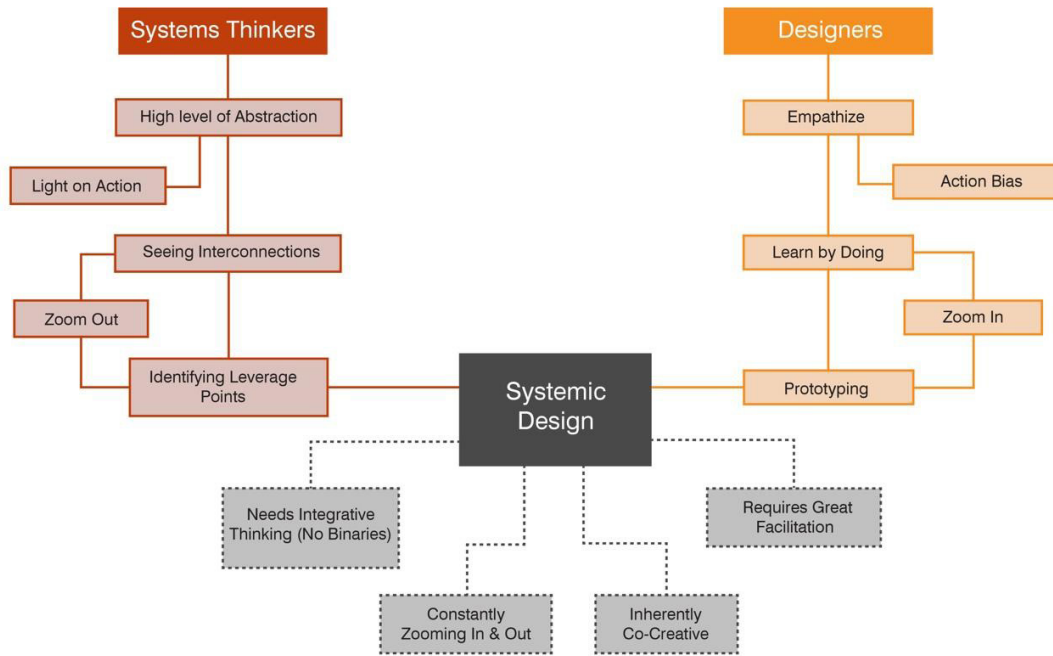 Systems Thinkers
Designers
High level of Abstraction
Empathize
Light on Action
Action Bias
Seeing Interconnections
Learn by Doing
Zoom Out
Zoom In
Identifying Leverage
Points
Systemic
Design
Prototyping
Needs Integrative
Thinking (No Binaries)
Requires Great
Facilitation
Constantly
Zooming In & Out
Inherently
Co-Creative